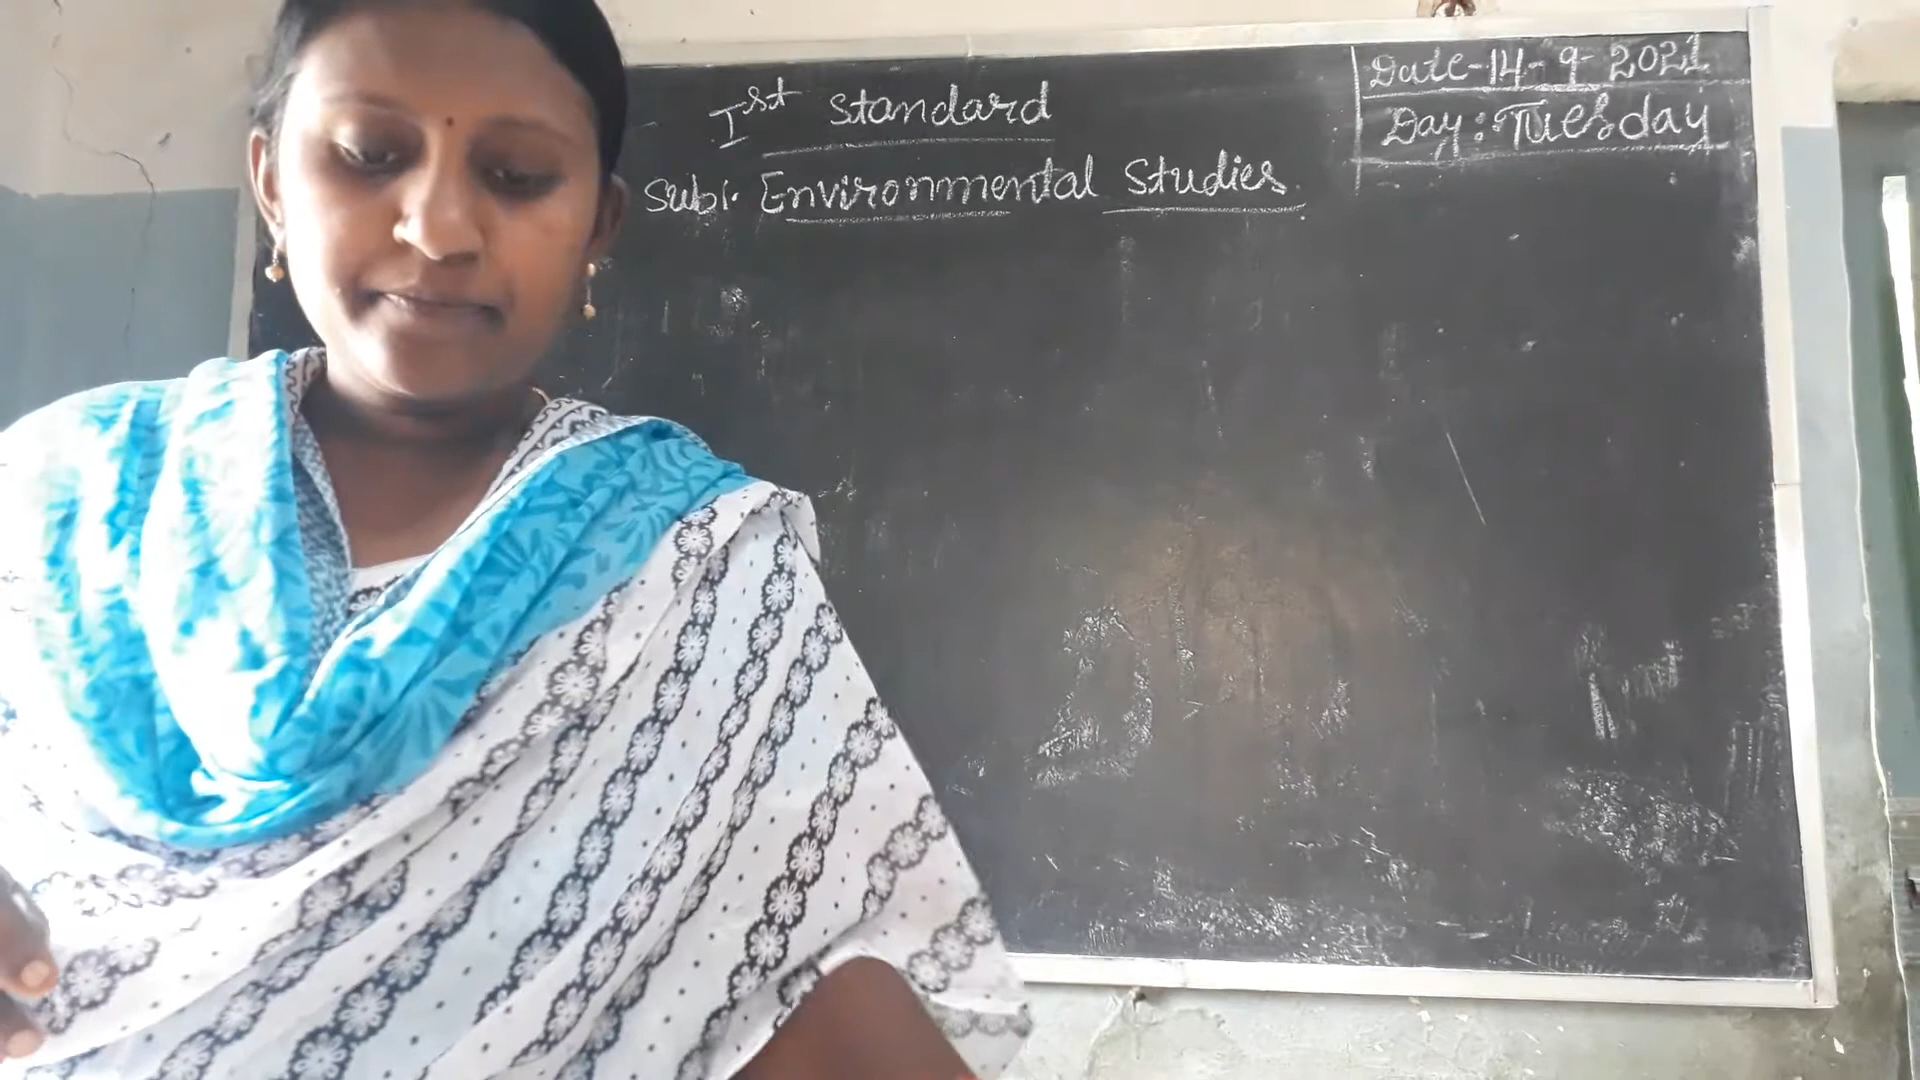 Ist Standard
Sub:. Environmental Studies.
Date-14-9-2021.
Day: Tuesday